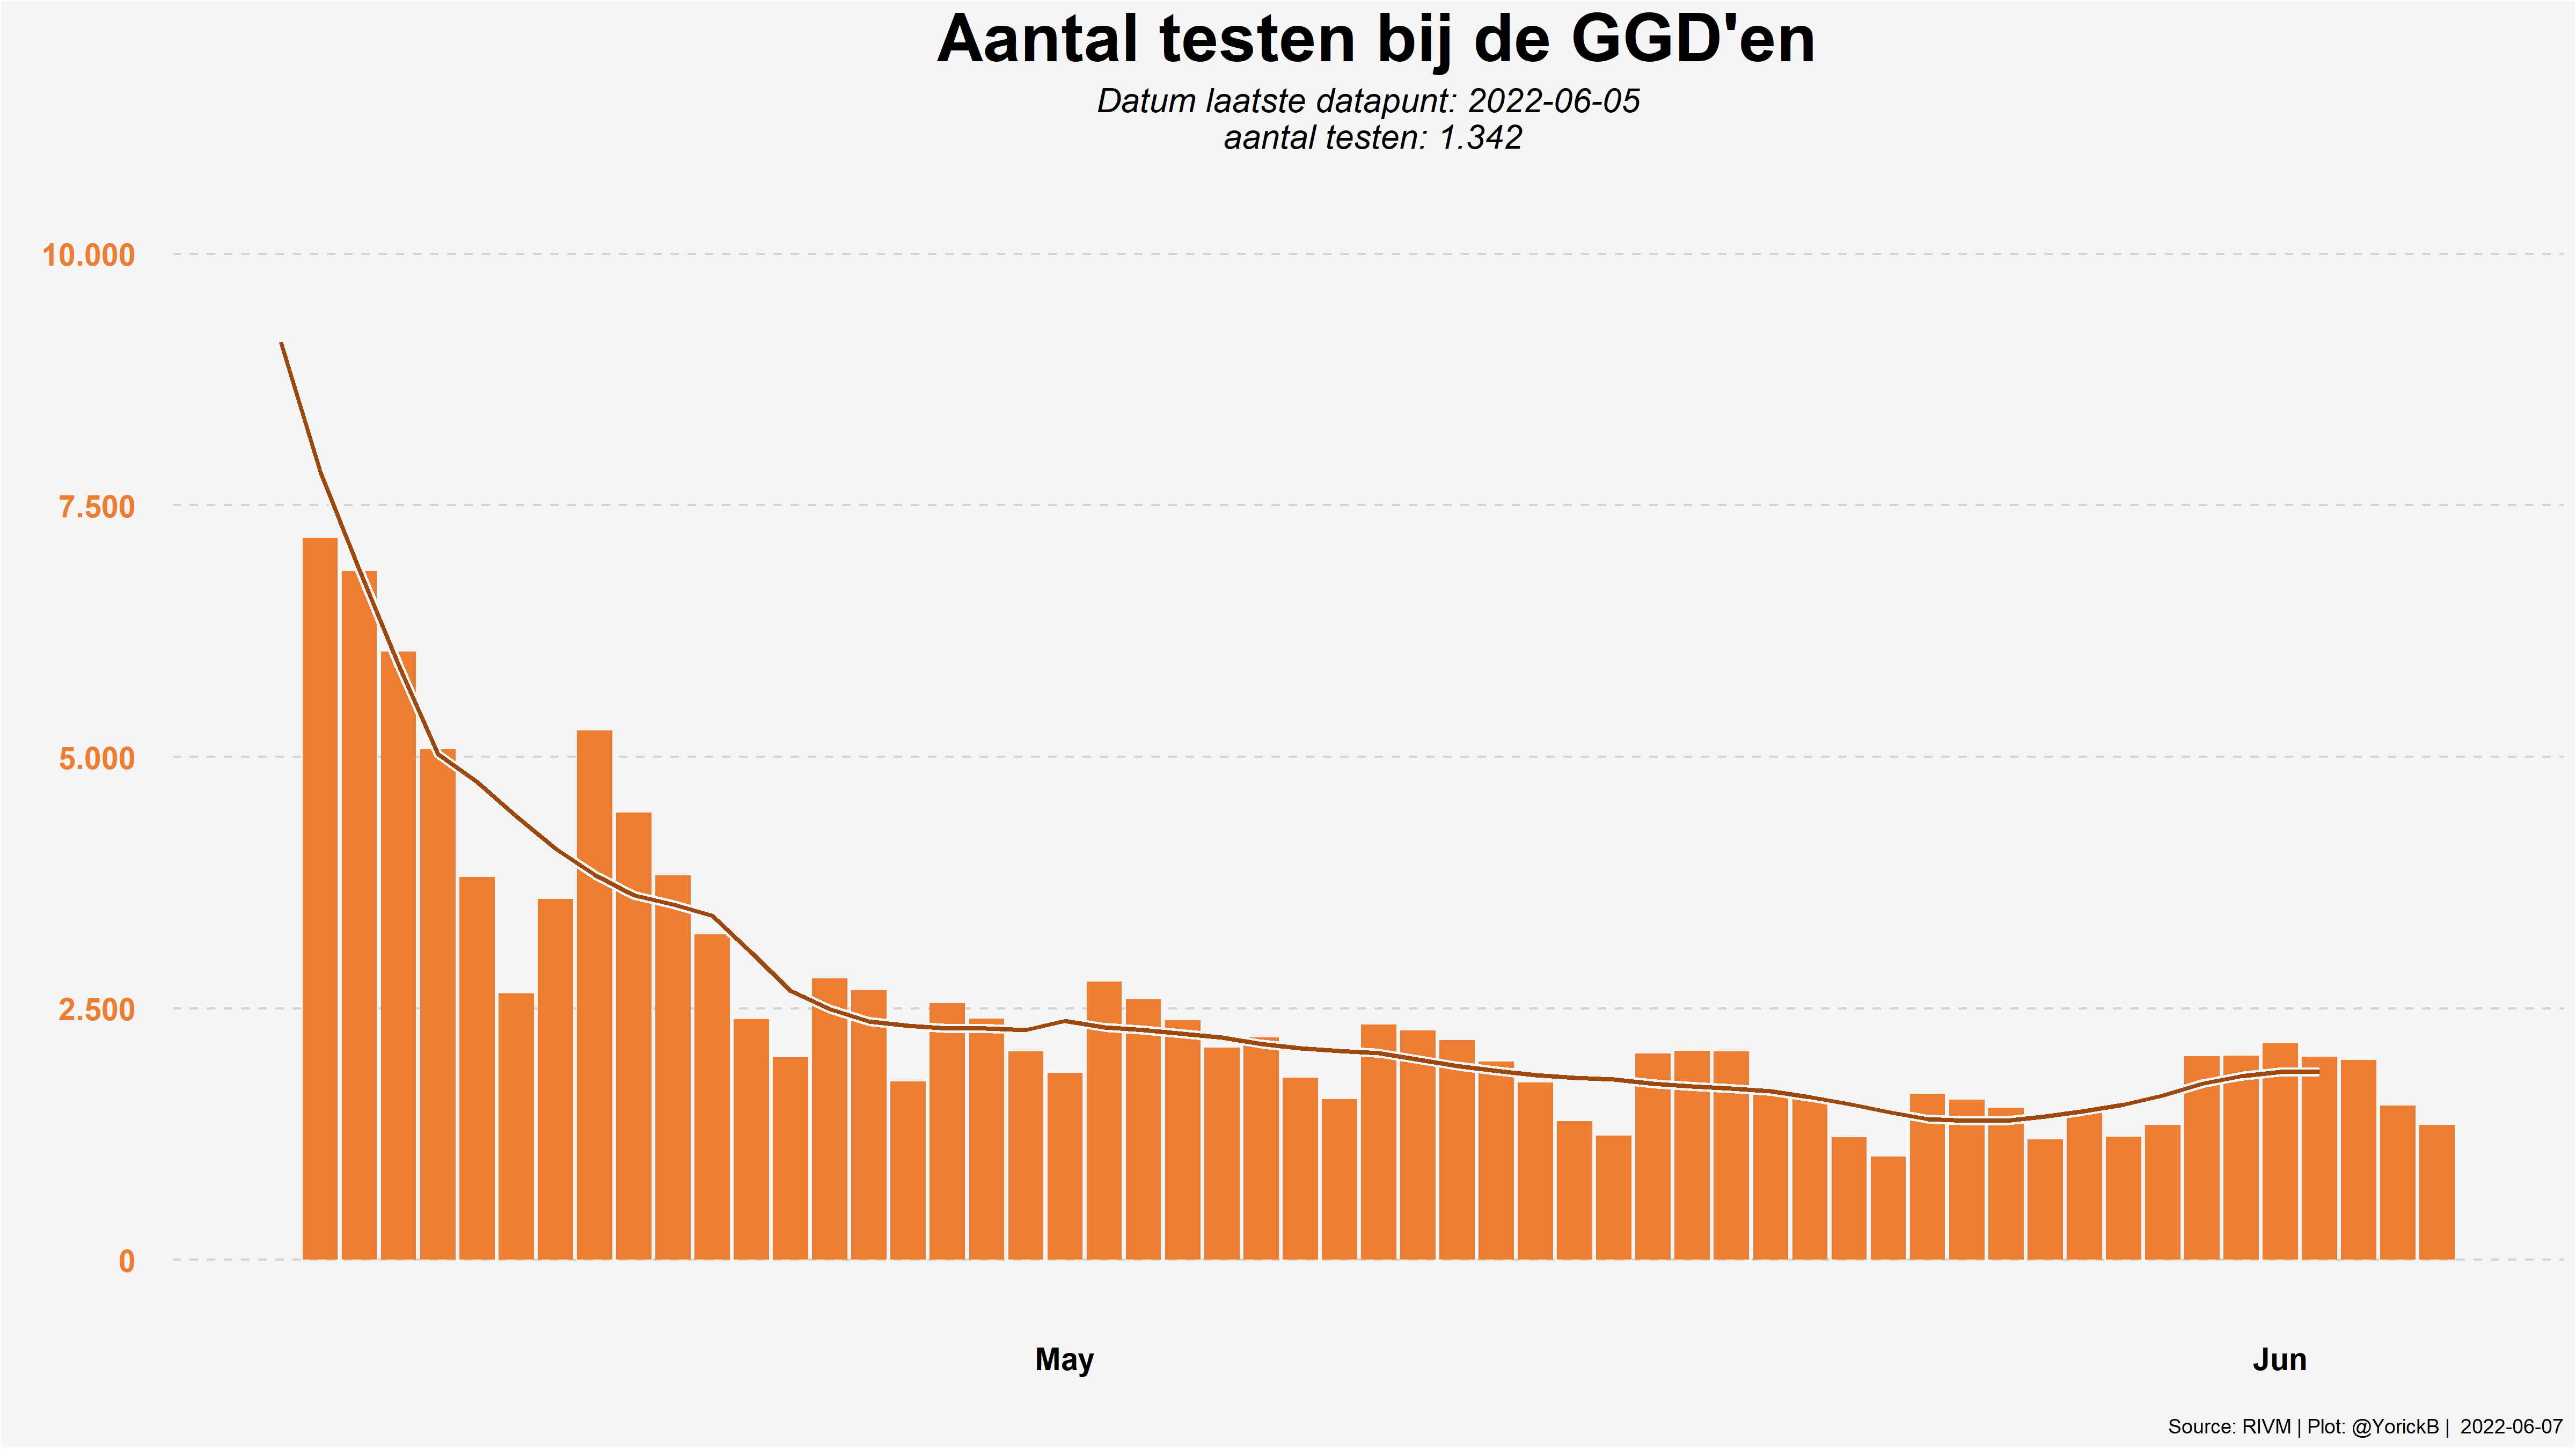 Aantal testen bij de GGD'en
Datum laatste datapunt: 2022-06-05
aantal testen: 1.342
10.000
7.500
5.000
2.500
0
May Jun
Source: RIVM | Plot: @YorickB | 2022-06-07